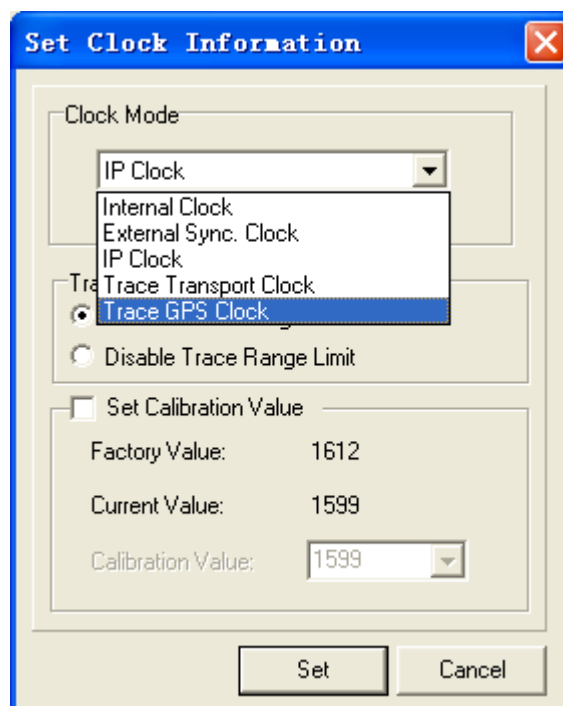 Set Clock Information
Clock Mode
IP Clock
Internal Clock
External Sync. Clock
IP Clock
Trace Transport Clock
Trace GPS Clock
Disable Trace Range Limit
Set Calibration Value
Factory Value: 1612
Current Value: 1599
Calibration Value: 1599
Set Cancel